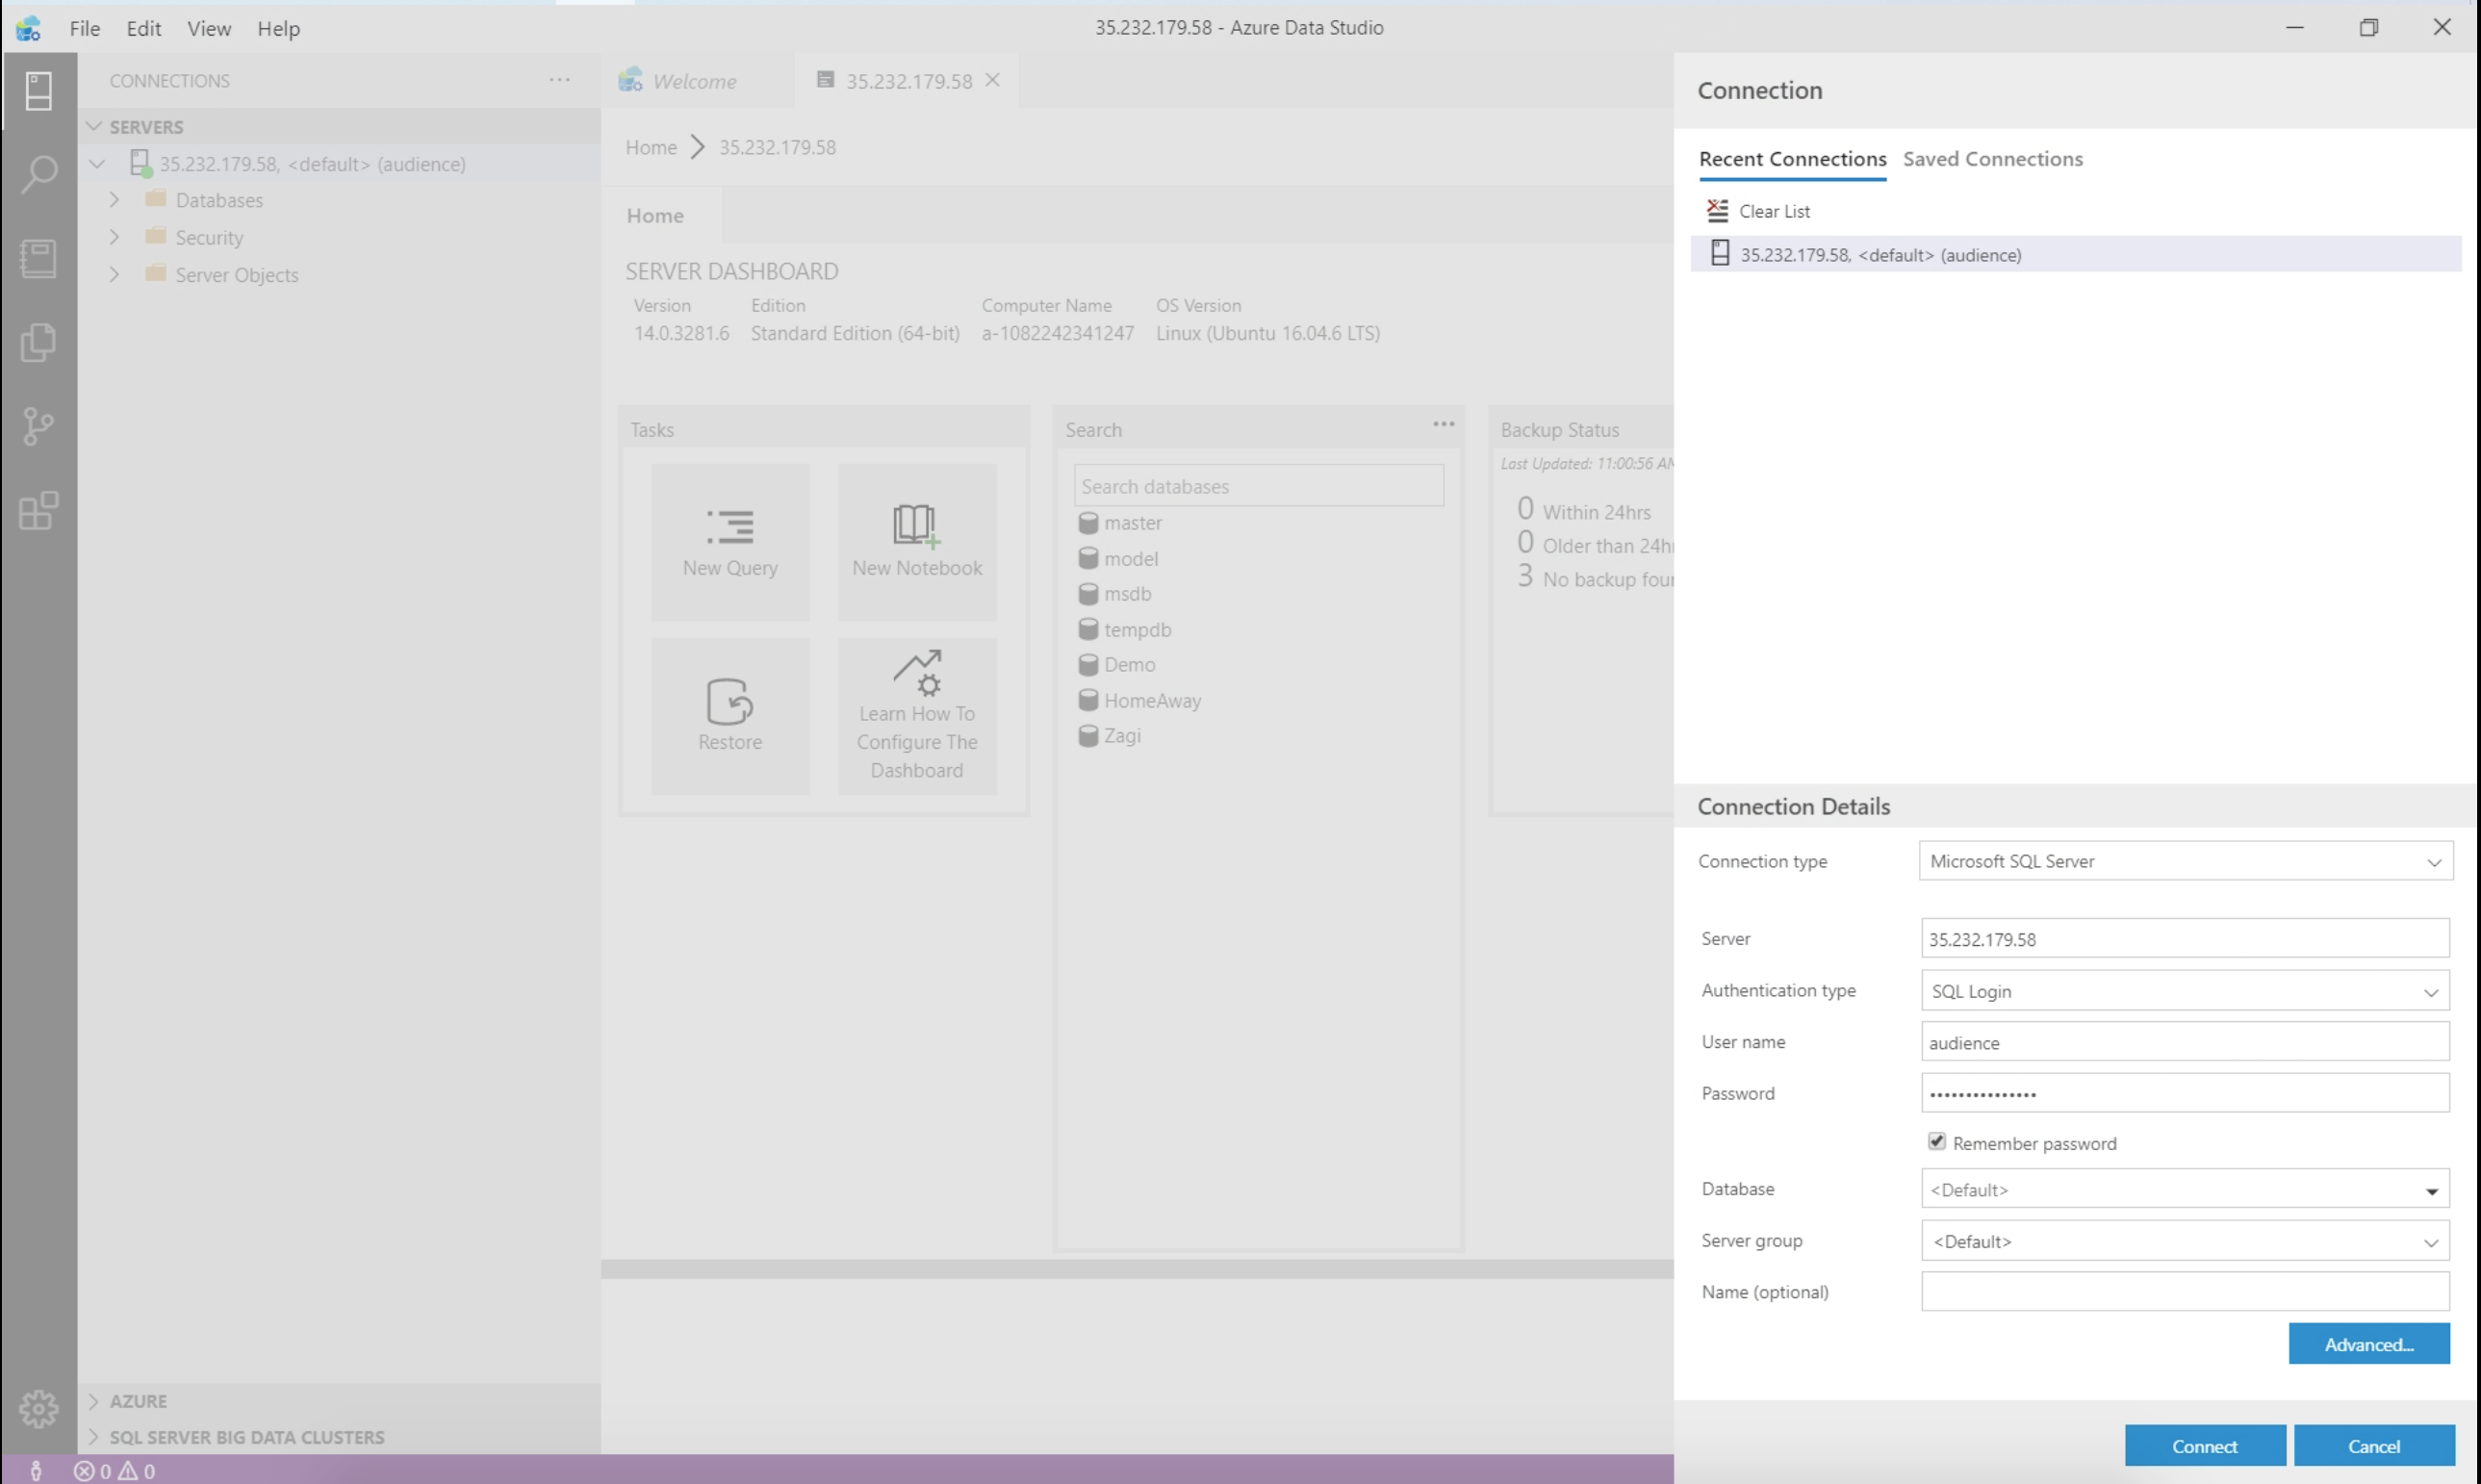 File Edit View Help
35.232.179.58 - Azure Data Studio
CONNECTIONS
SERVERS
35.232.179.58, <default> (audience)
Databases
Security
Server Objects
AZURE
SQL SERVER BIG DATA CLUSTERS
0 0
Welcome
35.232.179.58
Home 35.232.179.58
Home
SERVER DASHBOARD
Version Edition Computer Name OS Version
14.0.3281.6 Standard Edition (64-bit) a-1082242341247 Linux (Ubuntu 16.04.6 LTS)
Tasks
New Query
New Notebook
Restore
Learn How To
Configure The
Dashboard
Search
Search databases
master
model
msdb
tempdb
Demo
HomeAway
Zagi
Backup Status
Last Updated: 11:00:56 AM
0 Within 24hrs
0 Older than 24h
3 No backup fou
Connection
Recent Connections Saved Connections
Clear List
35.232.179.58, <default> (audience)
Connection Details
Connection type Microsoft SQL Server
Server 35.232.179.58
Authentication type SQL Login
User name audience
Password •••••••••••••••
Remember password
Database <Default>
Server group <Default>
Name (optional)
Advanced...
Connect Cancel